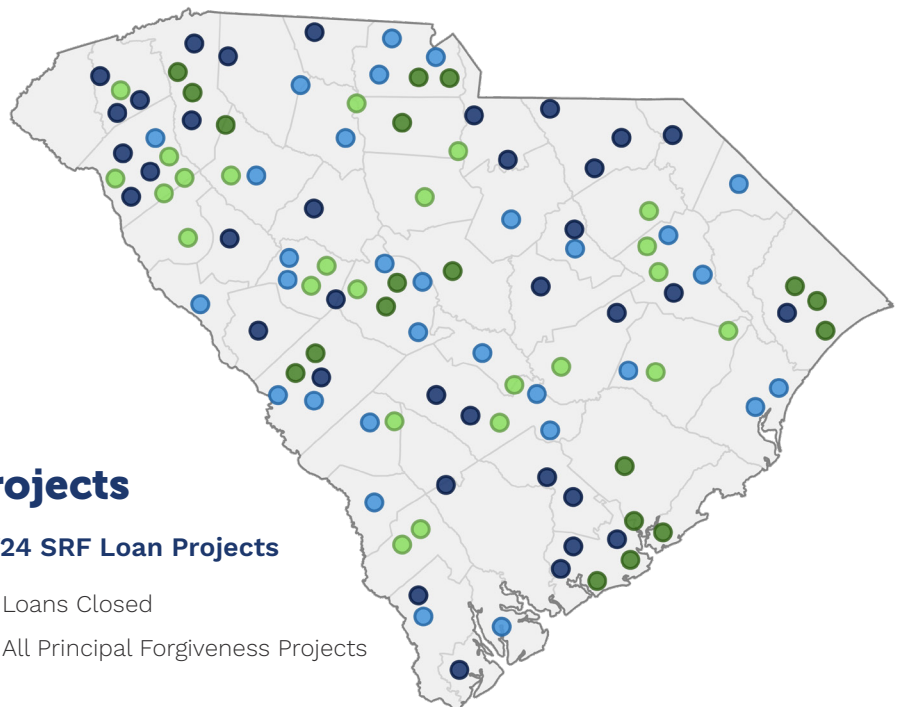 rojects
24 SRF Loan Projects
Loans Closed
All Principal Forgiveness Projects